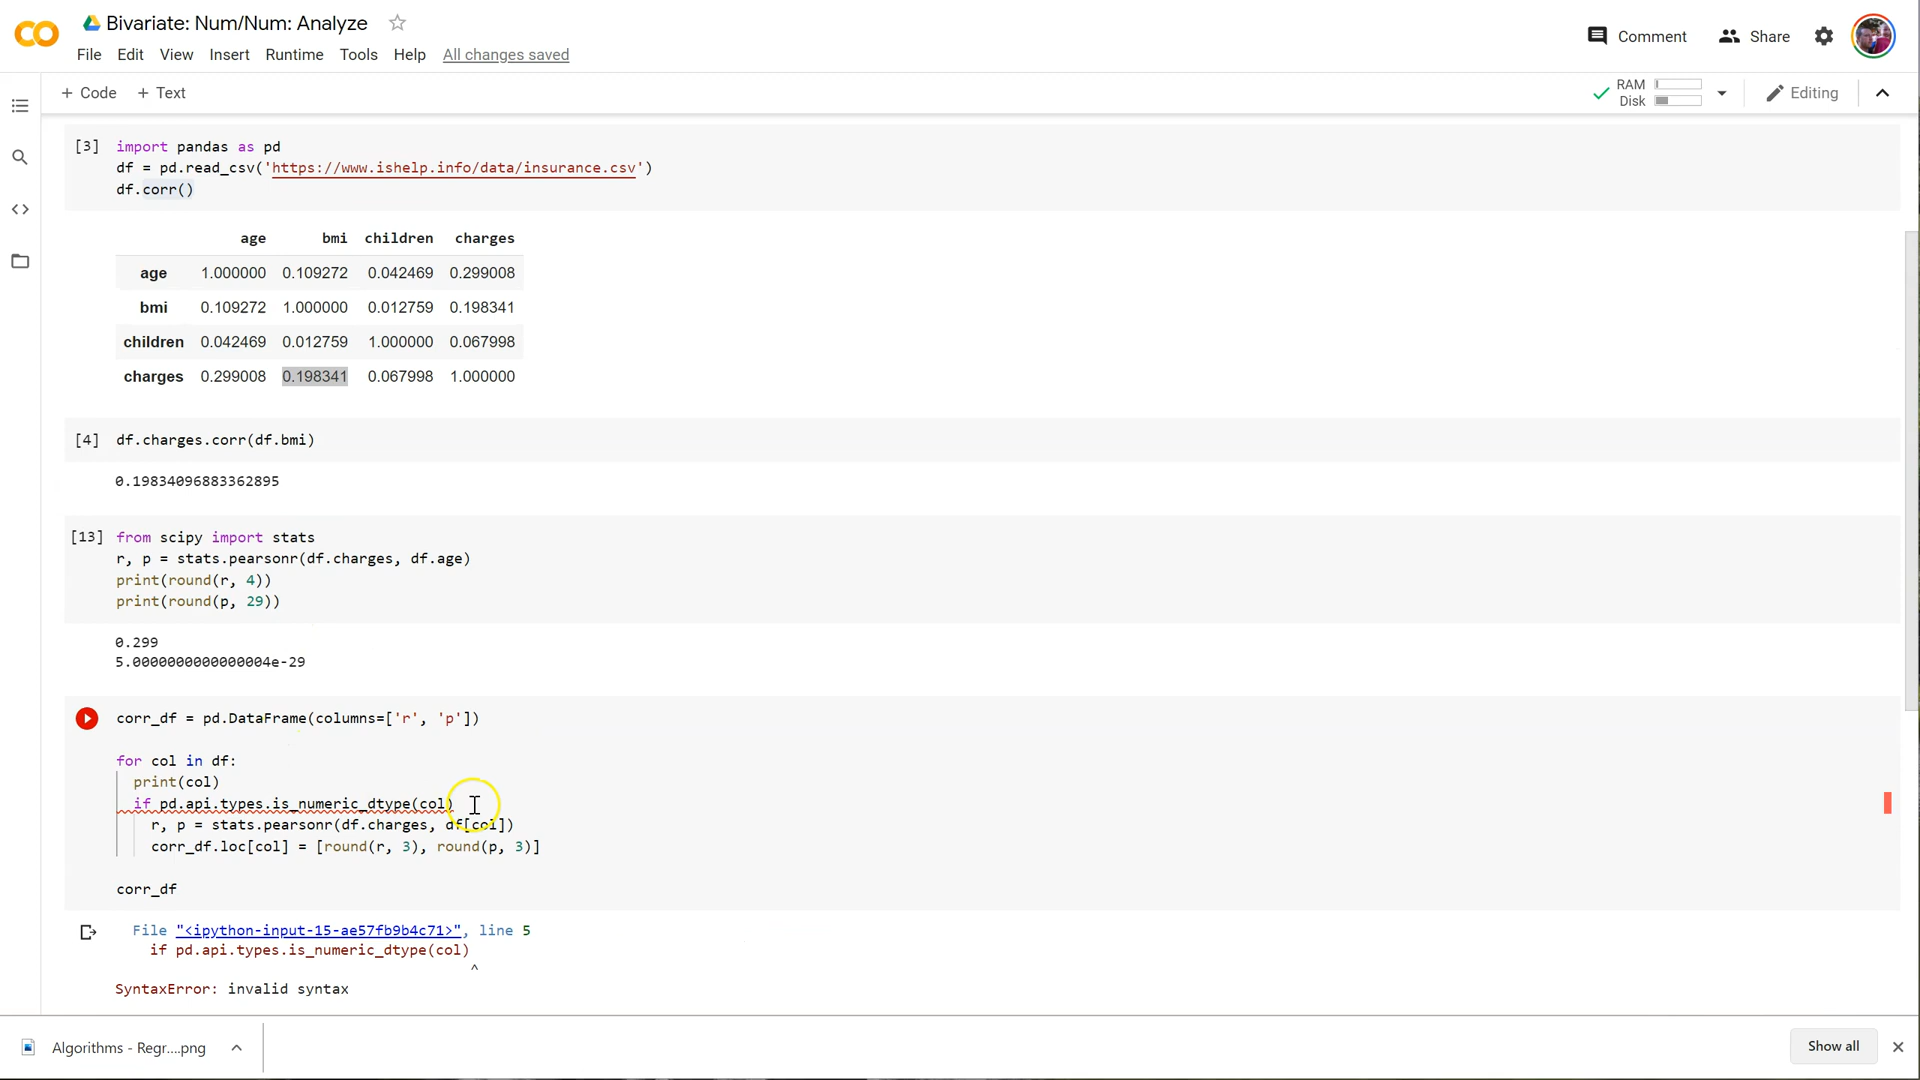 Bivariate: Num/Num: Analyze
File Edit View Insert Runtime Tools Help All changes saved
Comment Share
+ Code + Text
RAM
Disk
Editing
[3] import pandas as pd
df = pd.read_csv('https://www.ishelp.info/data/insurance.csv')
df.corr()
age bmi children charges
age 1.000000 0.109272 0.042469 0.299008
bmi 0.109272 1.000000 0.012759 0.198341
children 0.042469 0.012759 1.000000 0.067998
charges 0.299008 0.198341 0.067998 1.000000
[4] df.charges.corr(df.bmi)
0.19834096883362895
[13] from scipy import stats
r, p = stats.pearsonr(df.charges, df.age)
print(round(r, 4))
print(round(p, 29))
0.299
5.0000000000000004e-29
corr_df = pd.DataFrame(columns=['r', 'p'])
for col in df:
print(col)
if pd.api.types.is_numeric_dtype(col)
r, p = stats.pearsonr(df.charges, df[col])
corr_df.loc[col] = [round(r, 3), round(p, 3)]
corr_df
File "<ipython-input-15-ae57fb9b4c71>", line 5
if pd.api.types.is_numeric_dtype(col)
^
SyntaxError: invalid syntax
Algorithms - Regr....png
Show all